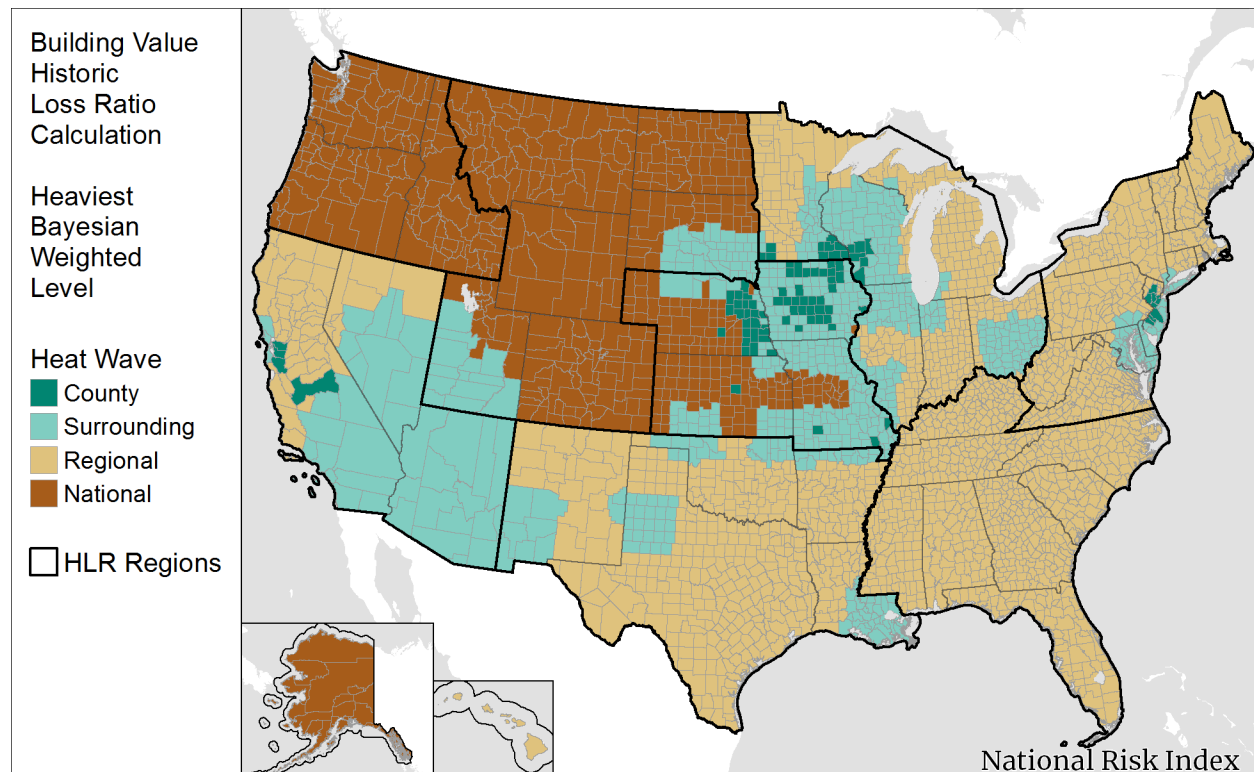 Building Value
Historic
Loss Ratio
Calculation
Heaviest
Bayesian
Weighted
Level
Heat Wave
County
Surrounding
Regional
National
HLR Regions
National Risk Index